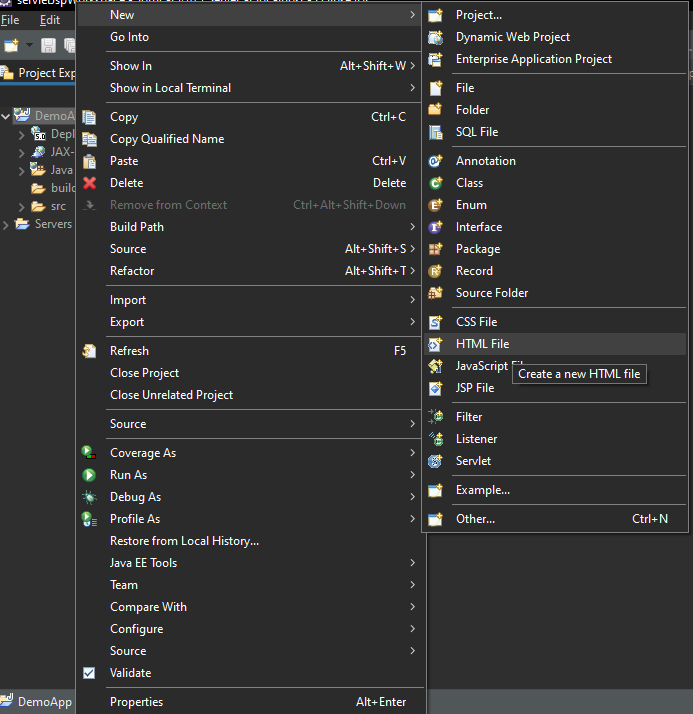 File Edit
Project Exp
DemoA
Depl
JAX-
Java
build
src
Servers
DemoApp
New
Go Into
Show In Alt+Shift+W
Show in Local Terminal
Copy Ctrl+C
Copy Qualified Name
Paste Ctrl+V
Delete Delete
Remove from Context Ctrl+Alt+Shift+Down
Build Path
Source Alt+Shift+S
Refactor Alt+Shift+T
Import
Export
Refresh F5
Close Project
Close Unrelated Project
Source
Coverage As
Run As
Debug As
Profile As
Restore from Local History...
Java EE Tools
Team
Compare With
Configure
Source
Validate
Properties Alt+Enter
Project...
Dynamic Web Project
Enterprise Application Project
File
Folder
SQL File
Annotation
Class
Enum
Interface
Package
Record
Source Folder
CSS File
HTML File
JavaScript Fil
Create a new HTML file
JSP File
Filter
Listener
Servlet
Example...
Other... Ctrl+N